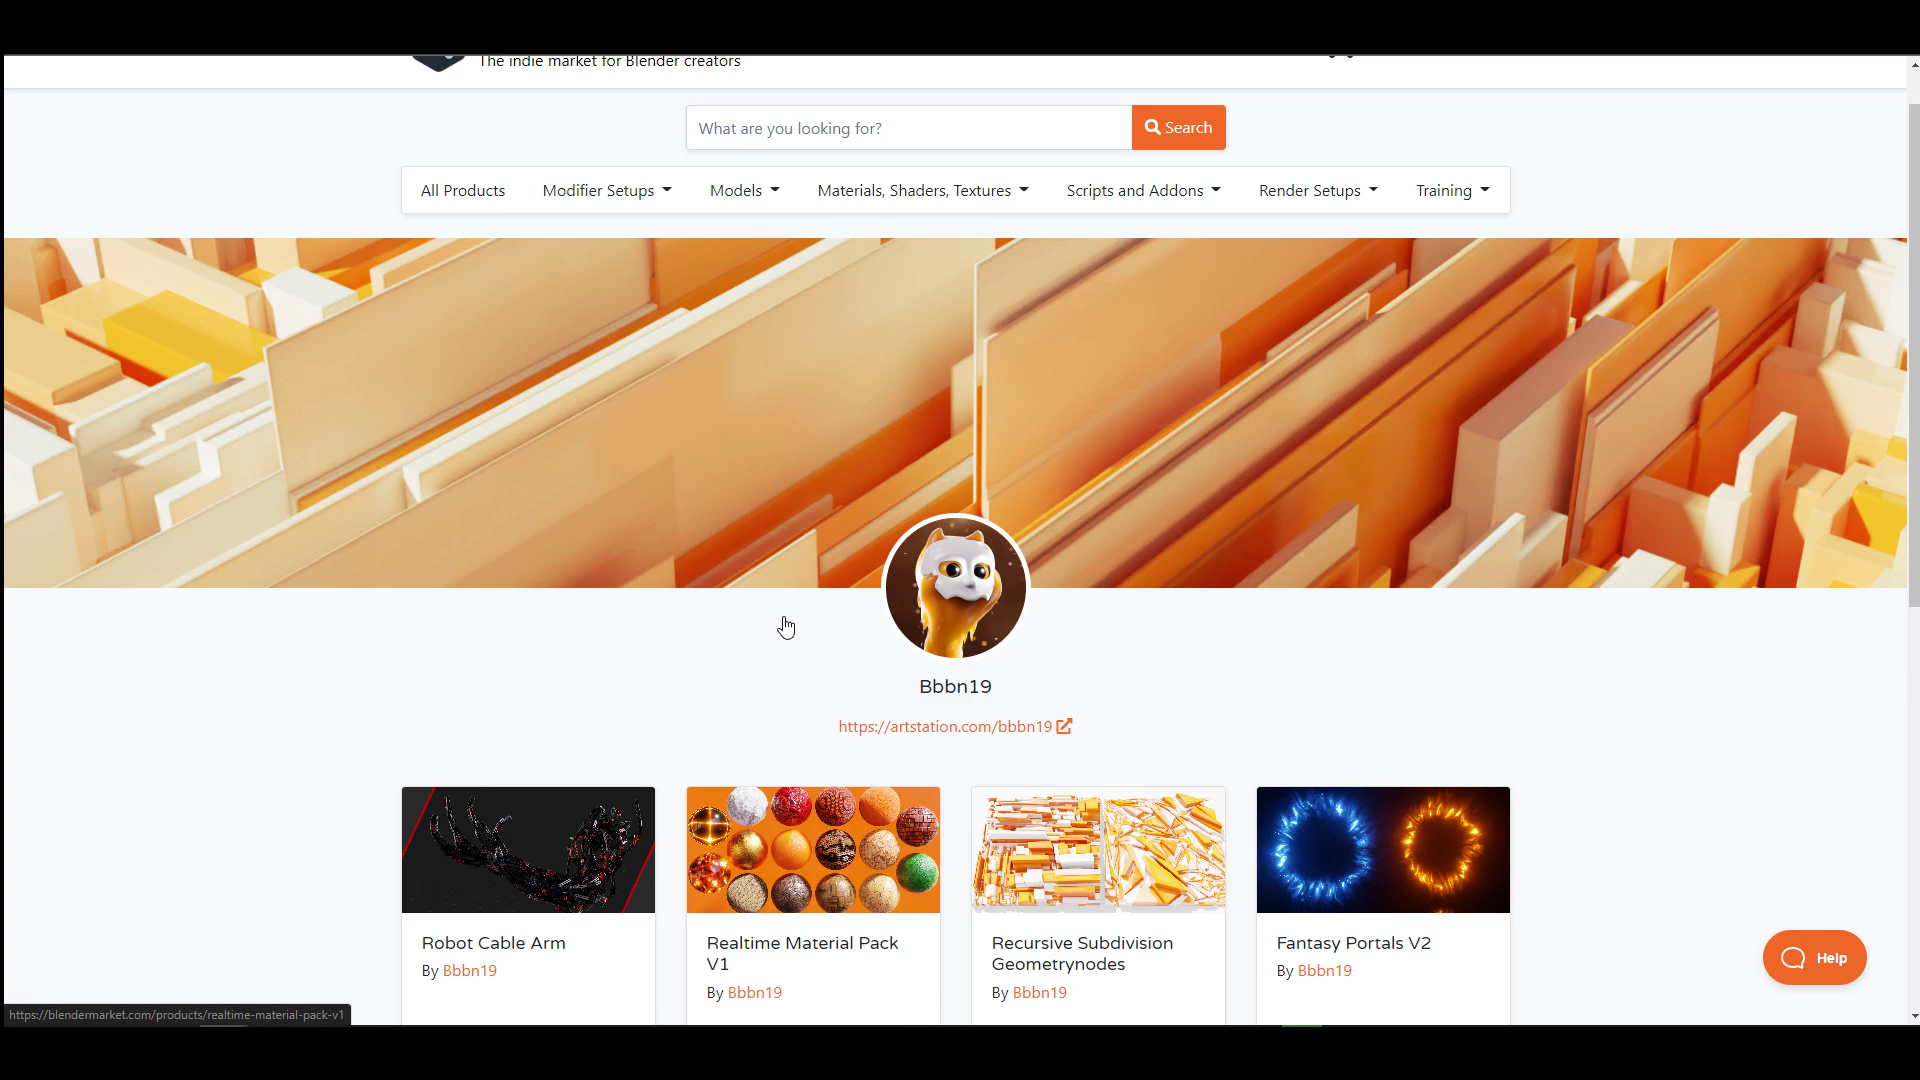 The indie market for Blender creators
What are you looking for?
Search
All Products
Modifier Setups
Models
Materials, Shaders, Textures
Scripts and Addons
Render Setups
Training
Bbbn19
https://artstation.com/bbbn19
Robot Cable Arm
By Bbbn19
Realtime Material Pack
V1
By Bbbn19
Recursive Subdivision
Geometrynodes
By Bbbn19
Fantasy Portals V2
By Bbbn19
Help
https://blendermarket.com/products/realtime-material-pack-v1